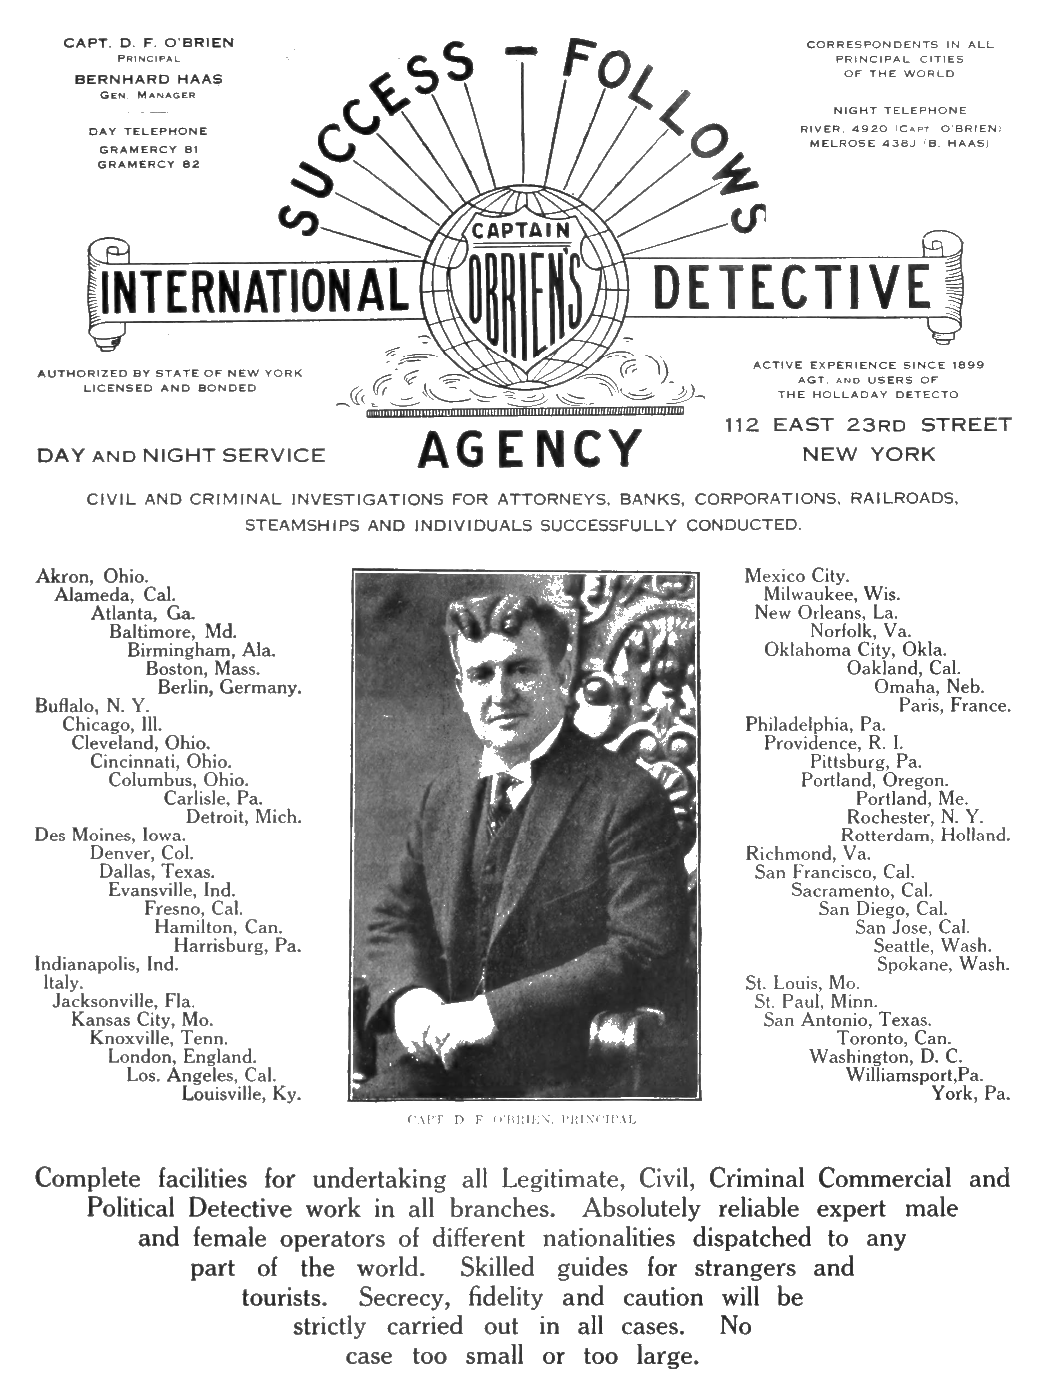 CAPT. D. F. O'BRIEN
PRINCIPAL
BERNHARD HAAS
GEN. MANAGER
DAY TELEPHONE
GRAMERCY 81
GRAMERCY 82
SUCCESS - FOLLOWS
CORRESPONDENTS IN ALL
PRINCIPAL CITIES
OF THE WORLD
NIGHT TELEPHONE
RIVER, 4920 (CAPT. O'BRIEN)
MELROSE 438J (B. HAAS)
CAPTAIN
O'BRIEN'S
INTERNATIONAL DETECTIVE
AUTHORIZED BY STATE OF NEW YORK
LICENSED AND BONDED
DAY AND NIGHT SERVICE
AGENCY
ACTIVE EXPERIENCE SINCE 1899
AGT. AND USERS OF
THE HOLLADAY DETECTO
112 EAST 23RD STREET
NEW YORK
CIVIL AND CRIMINAL INVESTIGATIONS FOR ATTORNEYS, BANKS, CORPORATIONS, RAILROADS,
STEAMSHIPS AND INDIVIDUALS SUCCESSFULLY CONDUCTED.
Akron, Ohio.
Alameda, Cal.
Atlanta, Ga.
Baltimore, Md.
Birmingham, Ala.
Boston, Mass.
Berlin, Germany.
Buffalo, N. Y.
Chicago, Ill.
Cleveland, Ohio.
Cincinnati, Ohio.
Columbus, Ohio.
Carlisle, Pa.
Detroit, Mich.
Des Moines, Iowa.
Denver, Col.
Dallas, Texas.
Evansville, Ind.
Fresno, Cal.
Hamilton, Can.
Harrisburg, Pa.
Indianapolis, Ind.
Italy.
Jacksonville, Fla.
Kansas City, Mo.
Knoxville, Tenn.
London, England.
Los. Angeles, Cal.
Louisville, Ky.
Mexico City.
Milwaukee, Wis.
New Orleans, La.
Norfolk, Va.
Oklahoma City, Okla.
Oakland, Cal.
Omaha, Neb.
Paris, France.
Philadelphia, Pa.
Providence, R. I.
Pittsburg, Pa.
Portland, Oregon.
Portland, Me.
Rochester, N. Y.
Rotterdam, Holland.
Richmond, Va.
San Francisco, Cal.
Sacramento, Cal.
San Diego, Cal.
San Jose, Cal.
Seattle, Wash.
Spokane, Wash.
St. Louis, Mo.
St. Paul, Minn.
San Antonio, Texas.
Toronto, Can.
Washington, D. C.
Williamsport,Pa.
York, Pa.
CAPT D F O'BRIEN, PRINCIPAL
Complete facilities for undertaking all Legitimate, Civil, Criminal Commercial and
Political Detective work in all branches. Absolutely reliable expert male
and female operators of different nationalities dispatched to any
part of the world. Skilled guides for strangers and
tourists. Secrecy, fidelity and caution will be
strictly carried out in all cases. No
case too small or too large.